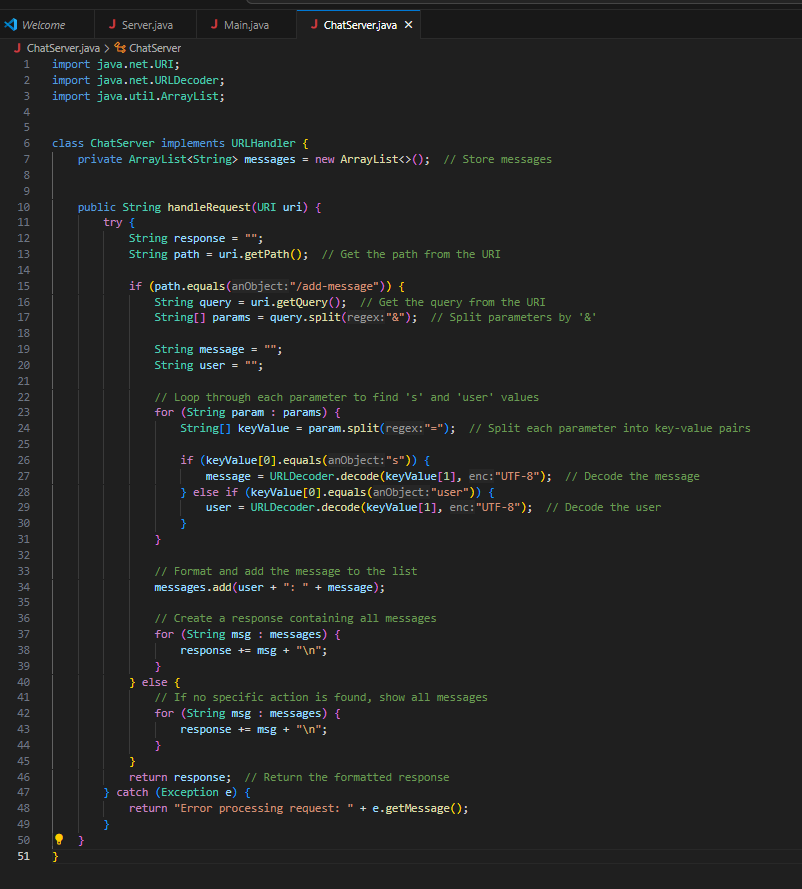 Welcome Server.java Main.java ChatServer.java
ChatServer.java > ChatServer
1 import java.net.URI;
2 import java.net.URLDecoder;
3 import java.util.ArrayList;
4
5
6 class ChatServer implements URLHandler {
7     private ArrayList<String> messages = new ArrayList<>();  // Store messages
8
9
10     public String handleRequest(URI uri) {
11         try {
12             String response = "";
13             String path = uri.getPath();  // Get the path from the URI
14
15             if (path.equals(anObject:"/add-message")) {
16                 String query = uri.getQuery();  // Get the query from the URI
17                 String[] params = query.split(regex:"&");  // Split parameters by '&'
18
19                 String message = "";
20                 String user = "";
21
22                 // Loop through each parameter to find 's' and 'user' values
23                 for (String param : params) {
24                     String[] keyValue = param.split(regex:"=");  // Split each parameter into key-value pairs
25
26                     if (keyValue[0].equals(anObject:"s")) {
27                         message = URLDecoder.decode(keyValue[1], enc:"UTF-8");  // Decode the message
28                     } else if (keyValue[0].equals(anObject:"user")) {
29                         user = URLDecoder.decode(keyValue[1], enc:"UTF-8");  // Decode the user
30                     }
31                 }
32
33                 // Format and add the message to the list
34                 messages.add(user + ": " + message);
35
36                 // Create a response containing all messages
37                 for (String msg : messages) {
38                     response += msg + "\n";
39                 }
40             } else {
41                 // If no specific action is found, show all messages
42                 for (String msg : messages) {
43                     response += msg + "\n";
44                 }
45             }
46             return response;  // Return the formatted response
47         } catch (Exception e) {
48             return "Error processing request: " + e.getMessage();
49         }
50     }
51 }